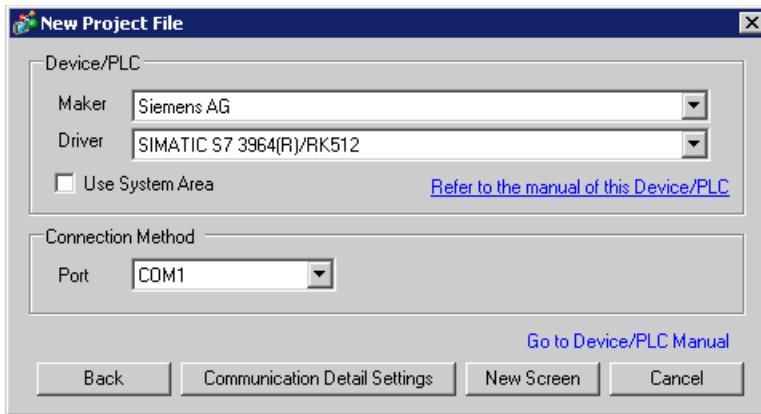 New Project File
Device/PLC
Maker Siemens AG
Driver SIMATIC S7 3964(R)/RK512
Use System Area Refer to the manual of this Device/PLC
Connection Method
Port COM1
Go to Device/PLC Manual
Back Communication Detail Settings New Screen Cancel